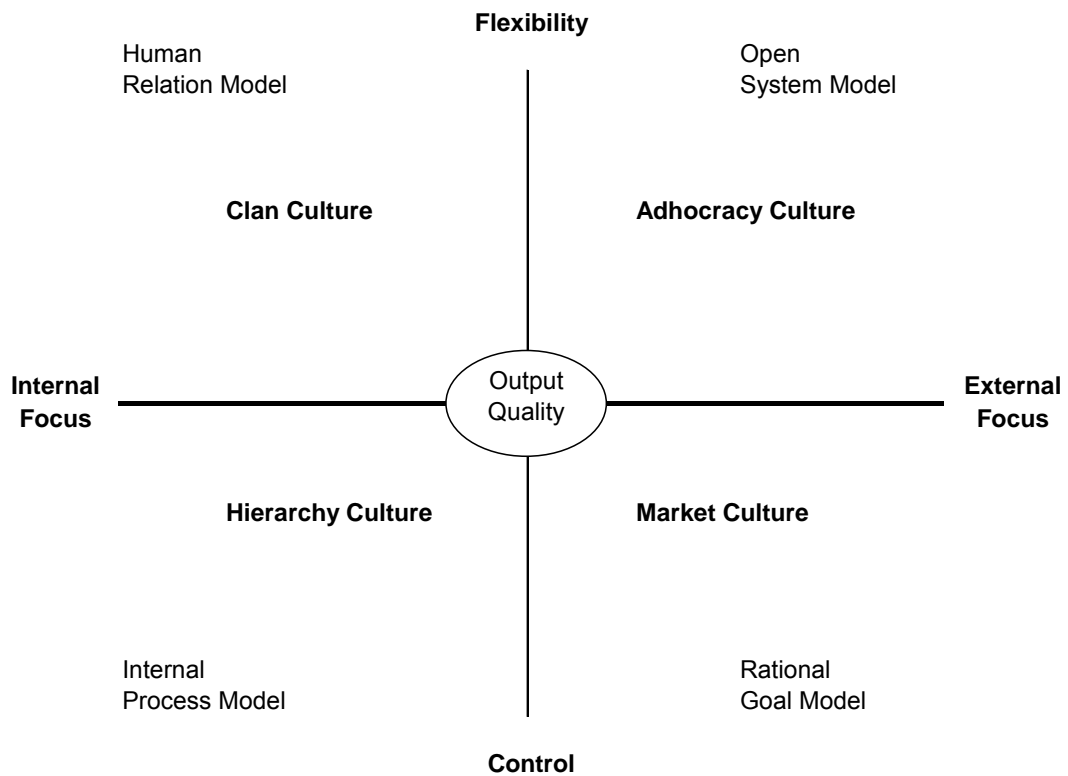 Flexibility
Human
Relation Model
Open
System Model
Clan Culture
Adhocracy Culture
Internal
Focus
Output
Quality
External
Focus
Hierarchy Culture
Market Culture
Internal
Process Model
Rational
Goal Model
Control